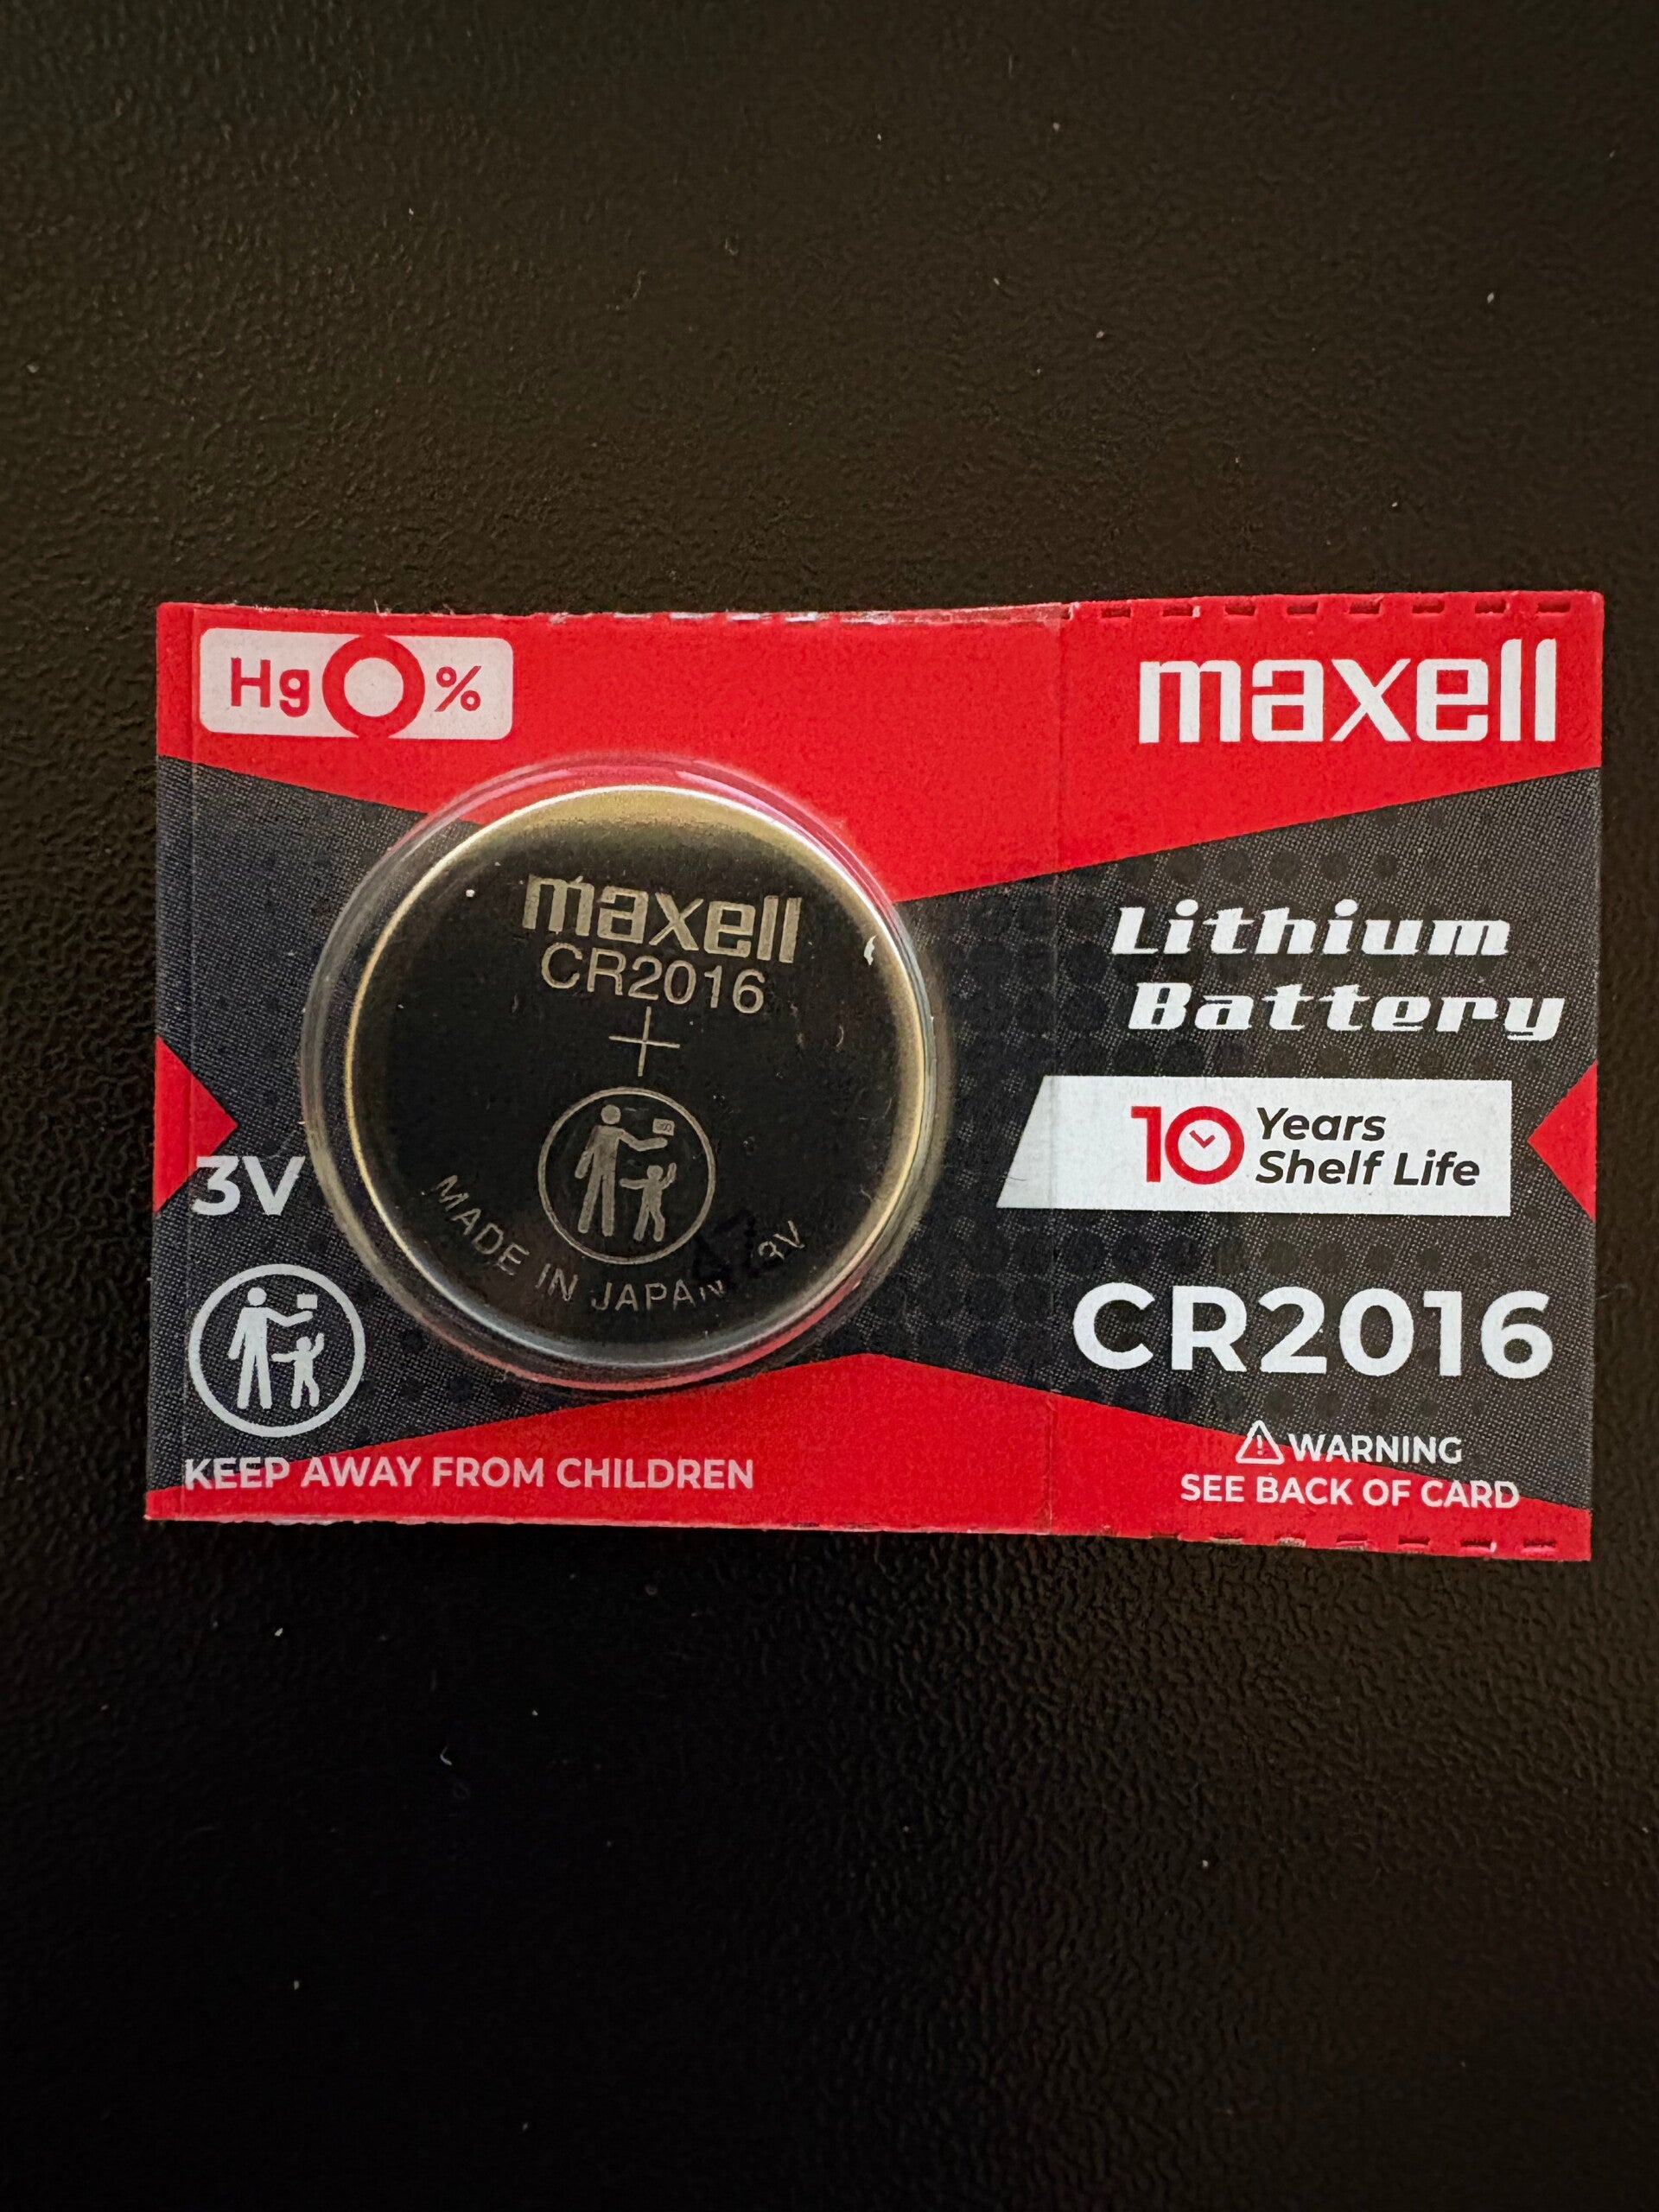 Hg0%
maxell
maxell
CR2016
+
MADE IN JAPAN 3V
Lithium
Battery
10 Years
Shelf Life
3V
CR2016
KEEP AWAY FROM CHILDREN
⚠WARNING
SEE BACK OF CARD